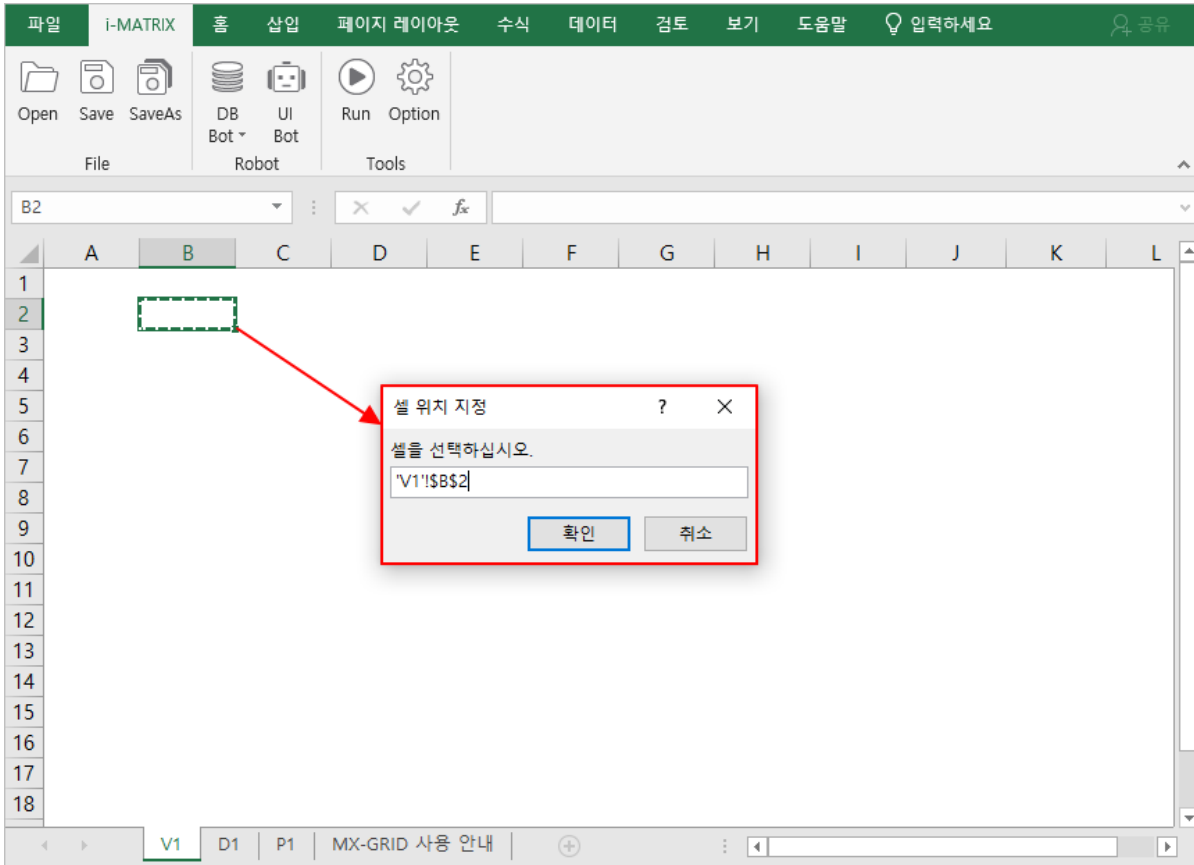 파일 i-MATRIX 홈 삽입 페이지 레이아웃 수식 데이터 검토 보기 도움말 입력하세요 공유
Open Save SaveAs DB Bot UI Bot Run Option
File Robot Tools
B2 fx
A B C D E F G H I J K L
1
2
3
4
5
6
7
8
9
10
11
12
13
14
15
16
17
18
셀 위치 지정 ?
셀을 선택하십시오.
'V1'!$B$2
확인 취소
V1 D1 P1 MX-GRID 사용 안내